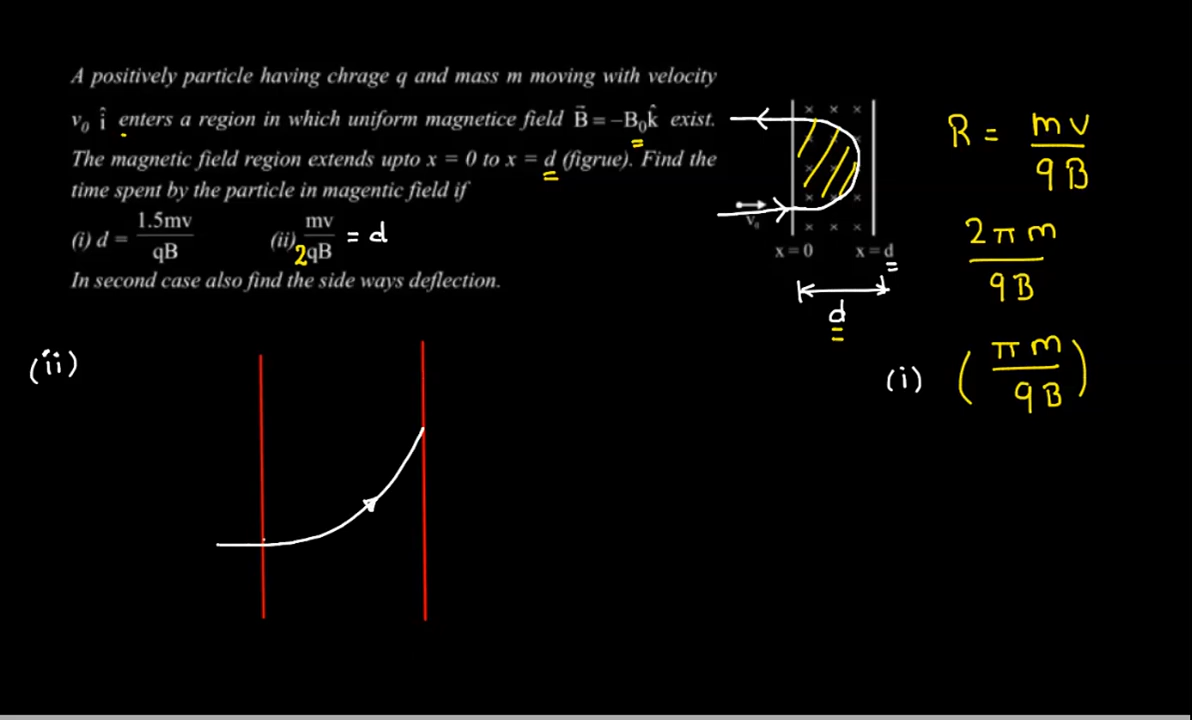 A positively particle having chrage q and mass m moving with velocity
v₀ î enters a region in which uniform magnetice field B⃗ = −B₀k̂ exist.
The magnetic field region extends upto x = 0 to x = d (figrue). Find the
time spent by the particle in magentic field if
(i) d = 1.5mv/qB (ii) mv/2qB = d
In second case also find the side ways deflection.
× × ×
× × ×
v₀
× × ×
x = 0 x = d
d
R = mv/qB
2πm/qB
(i) (πm/qB)
(ii)